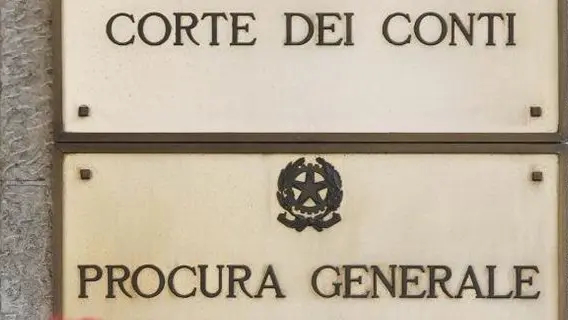 CORTE DEI CONTI
PROCURA GENERALE